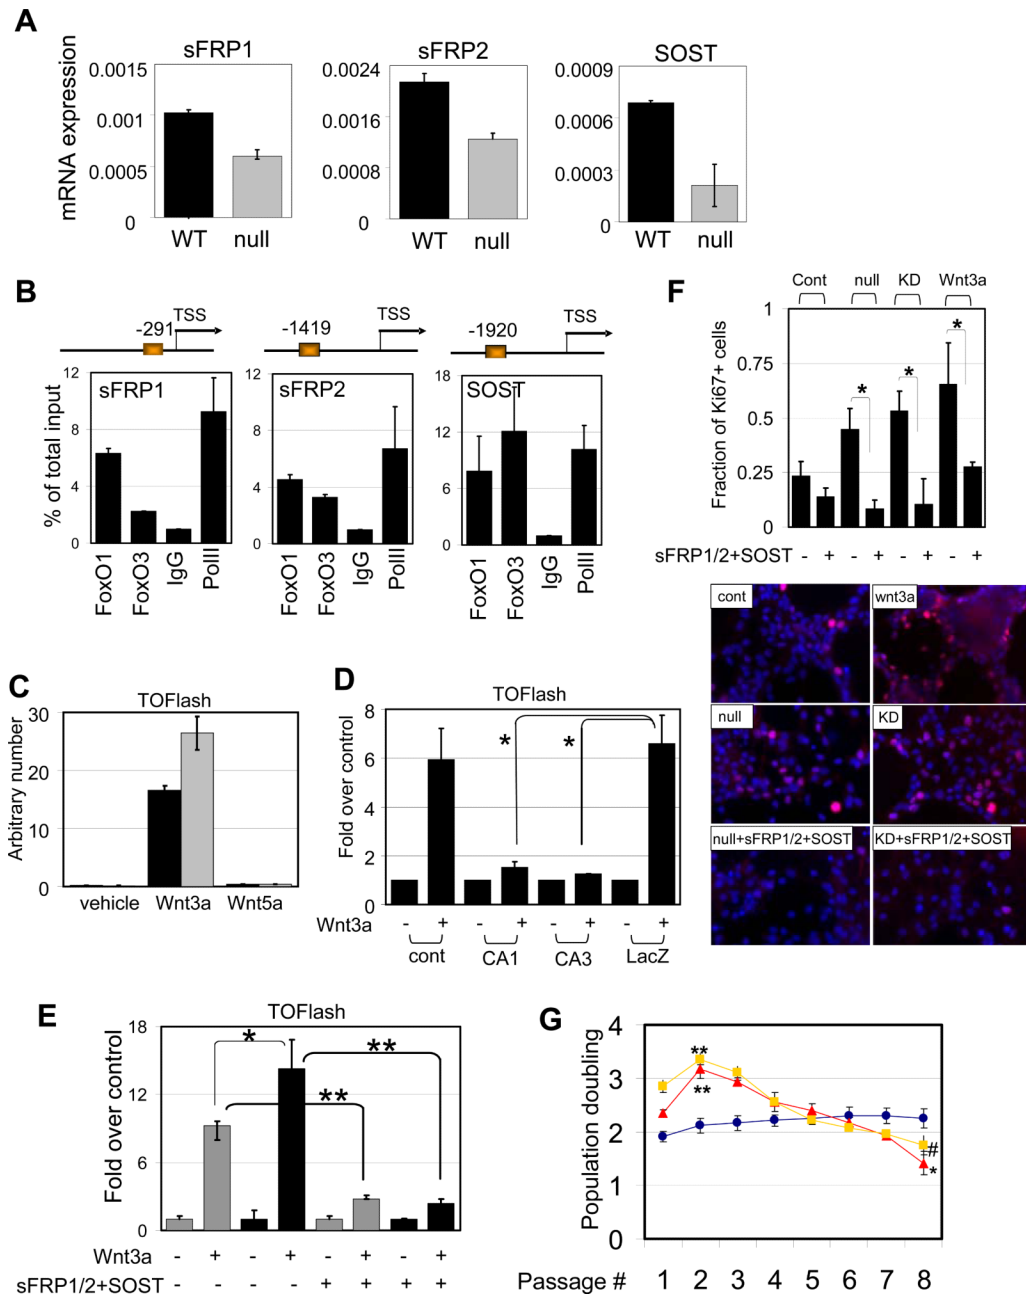 A
sFRP1
sFRP2
SOST
mRNA expression
0.0015
0.001
0.0005
0
0.0024
0.0016
0.0008
0
0.0009
0.0006
0.0003
0
WT null
WT null
WT null
B
-291 TSS
-1419 TSS
-1920 TSS
sFRP1
sFRP2
SOST
% of total input
12
9
6
3
0
12
8
4
0
18
12
6
0
FoxO1 FoxO3 IgG PolII
FoxO1 FoxO3 IgG PolII
FoxO1 FoxO3 IgG PolII
C
TOFlash
Arbitrary number
30
20
10
0
vehicle Wnt3a Wnt5a
D
TOFlash
Fold over control
8
6
4
2
0
* *
Wnt3a - + - + - + - +
cont CA1 CA3 LacZ
E
TOFlash
Fold over control
18
12
6
0
* ** **
Wnt3a - + - + - + - +
sFRP1/2+SOST - - - - + + + +
F
Cont null KD Wnt3a
Fraction of Ki67+ cells
1
0.75
0.5
0.25
0
* * *
sFRP1/2+SOST - + - + - + - +
cont
wnt3a
null
KD
null+sFRP1/2+SOST
KD+sFRP1/2+SOST
G
Population doubling
4
3
2
1
0
**
**
#
*
Passage # 1 2 3 4 5 6 7 8